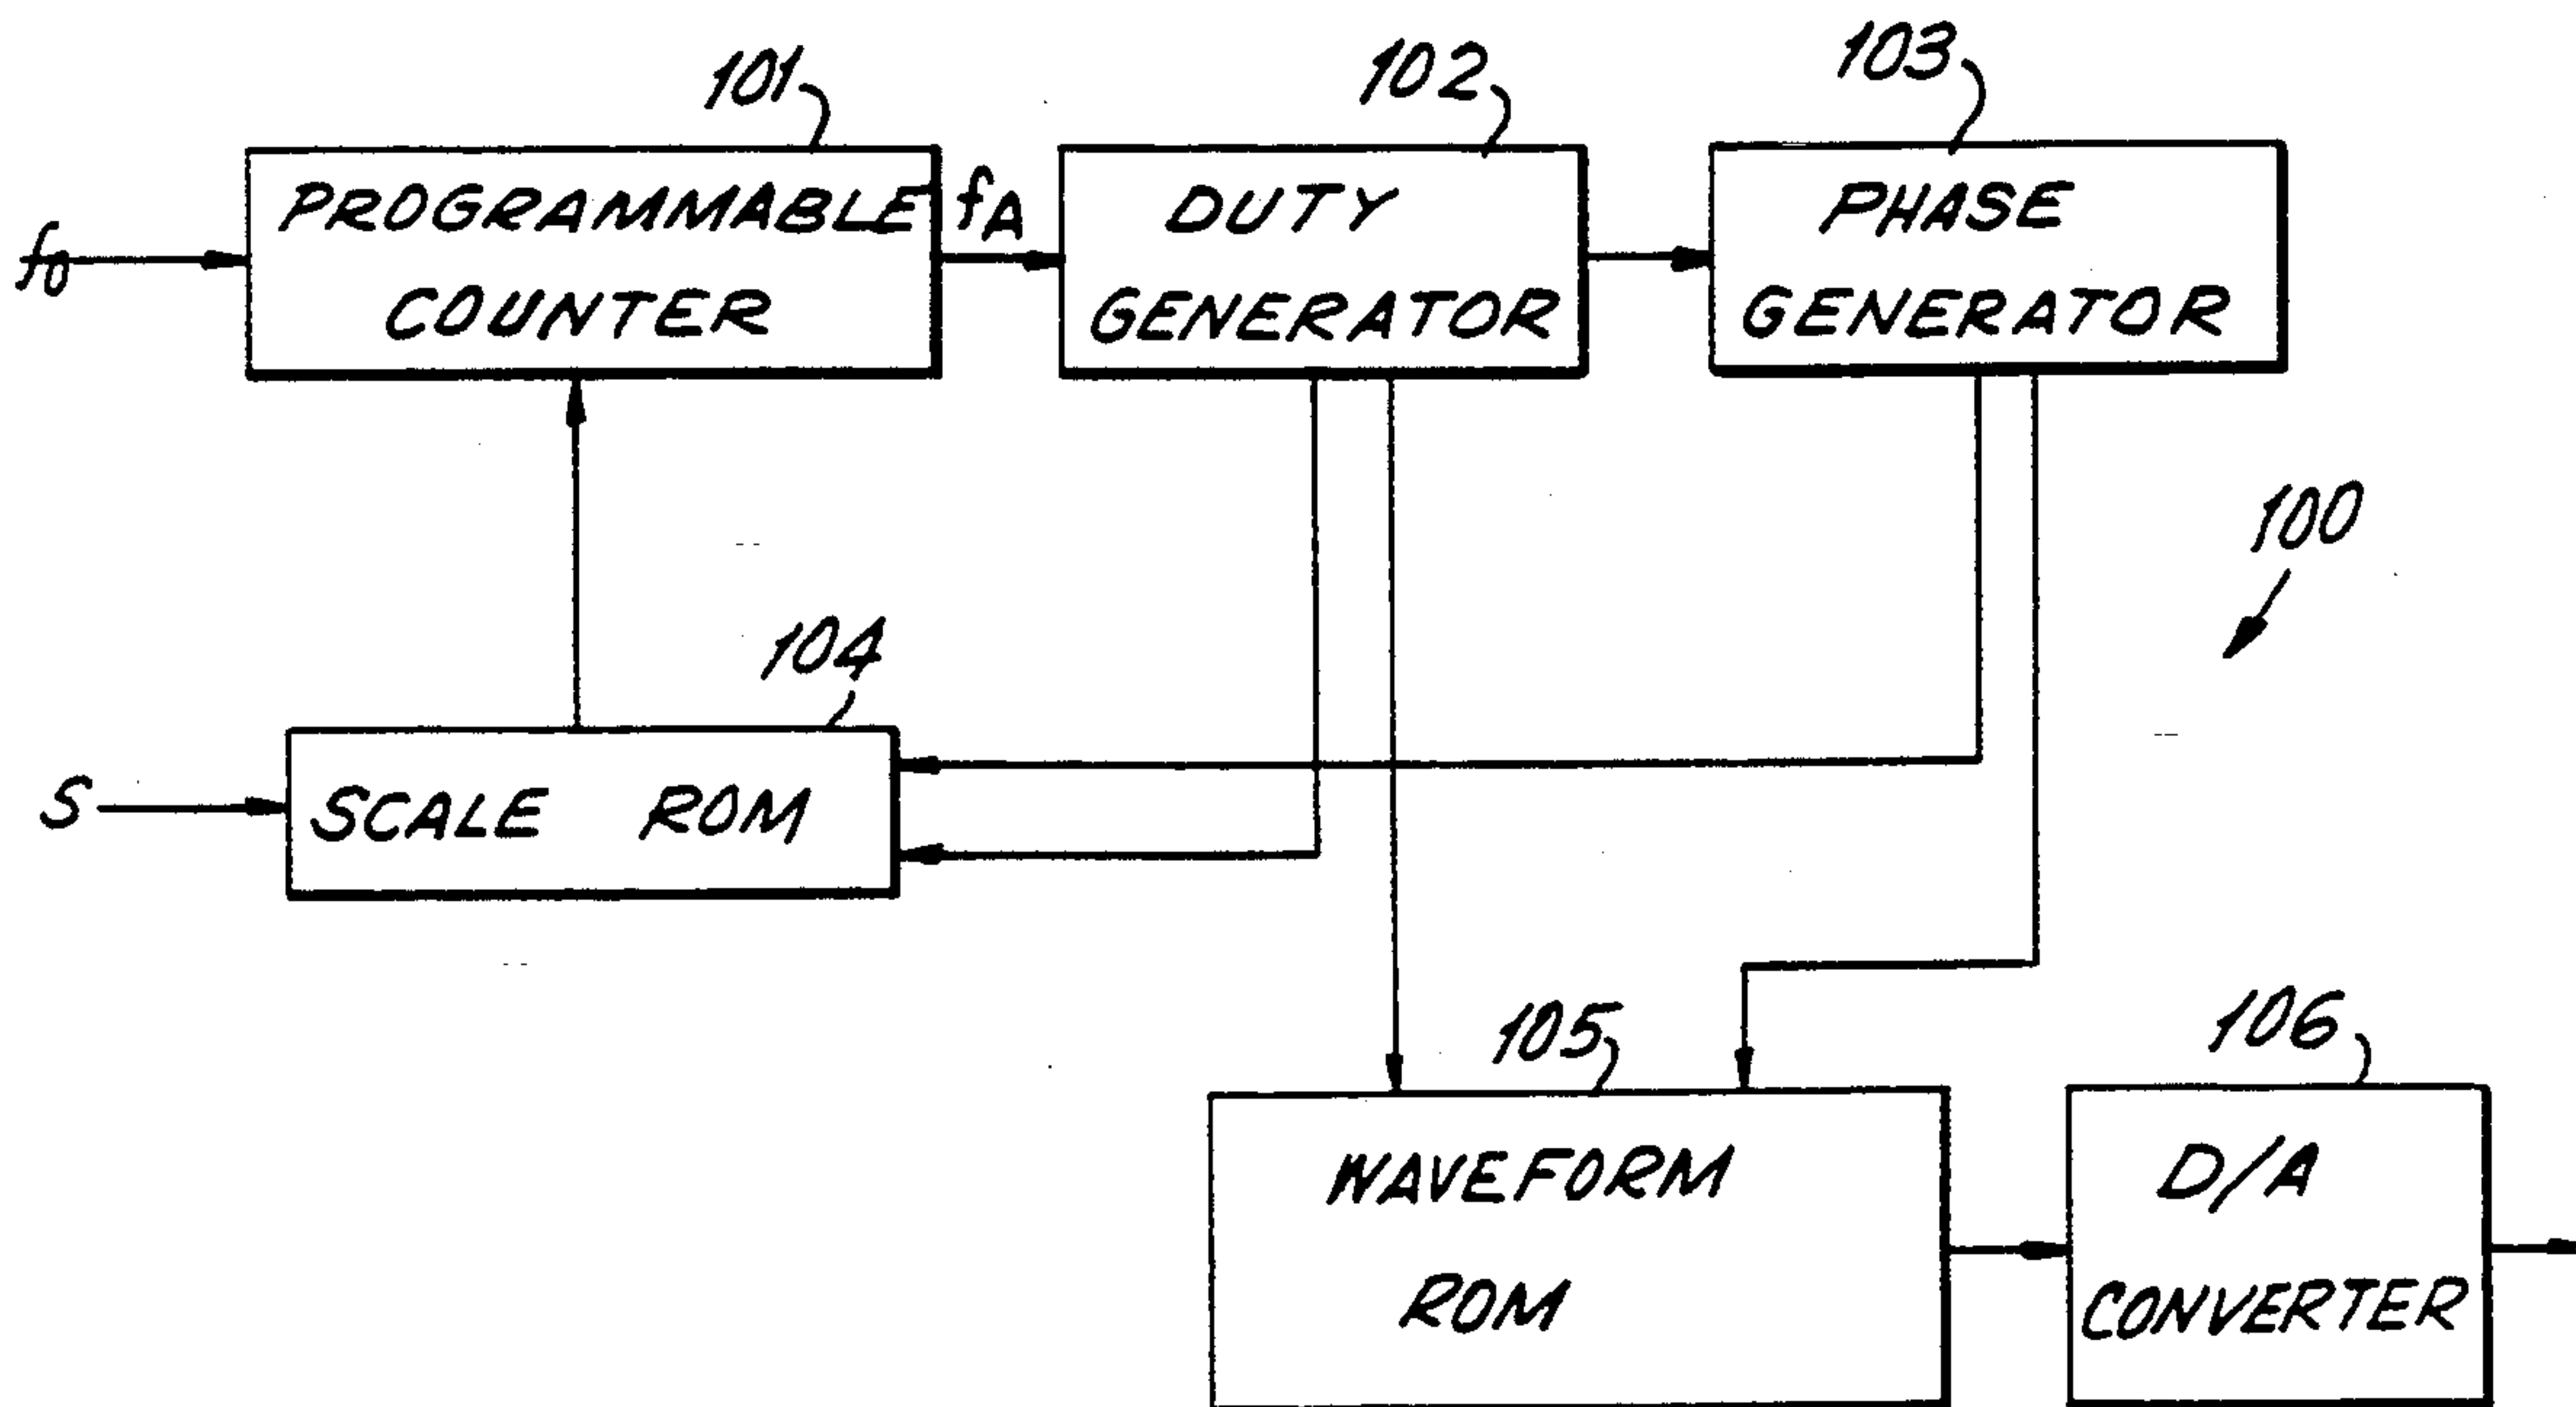 101
102
103
f0
PROGRAMMABLE
COUNTER
fA
DUTY
GENERATOR
PHASE
GENERATOR
100
104
S
SCALE ROM
105
106
WAVEFORM
ROM
D/A
CONVERTER